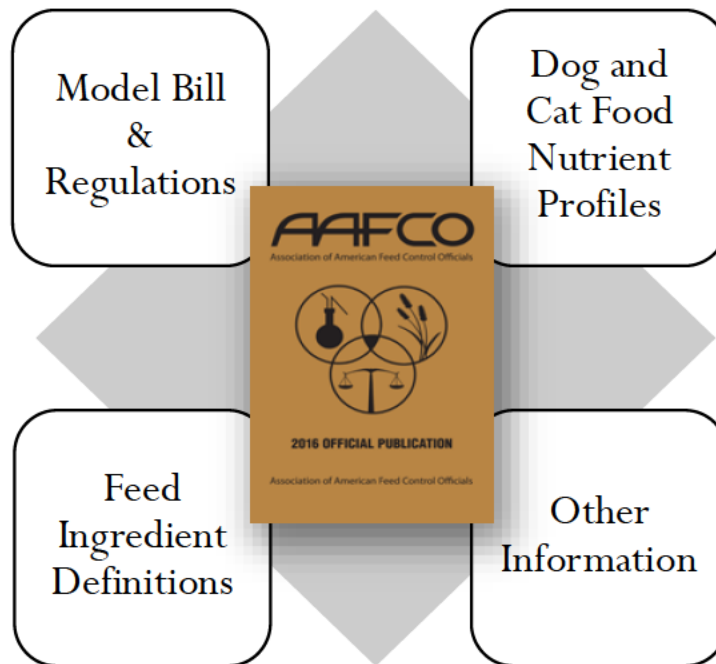 Model Bill
&
Regulations
Dog and
Cat Food
Nutrient
Profiles
AAFCO
Association of American Feed Control Officials
2016 OFFICIAL PUBLICATION
Association of American Feed Control Officials
Feed
Ingredient
Definitions
Other
Information